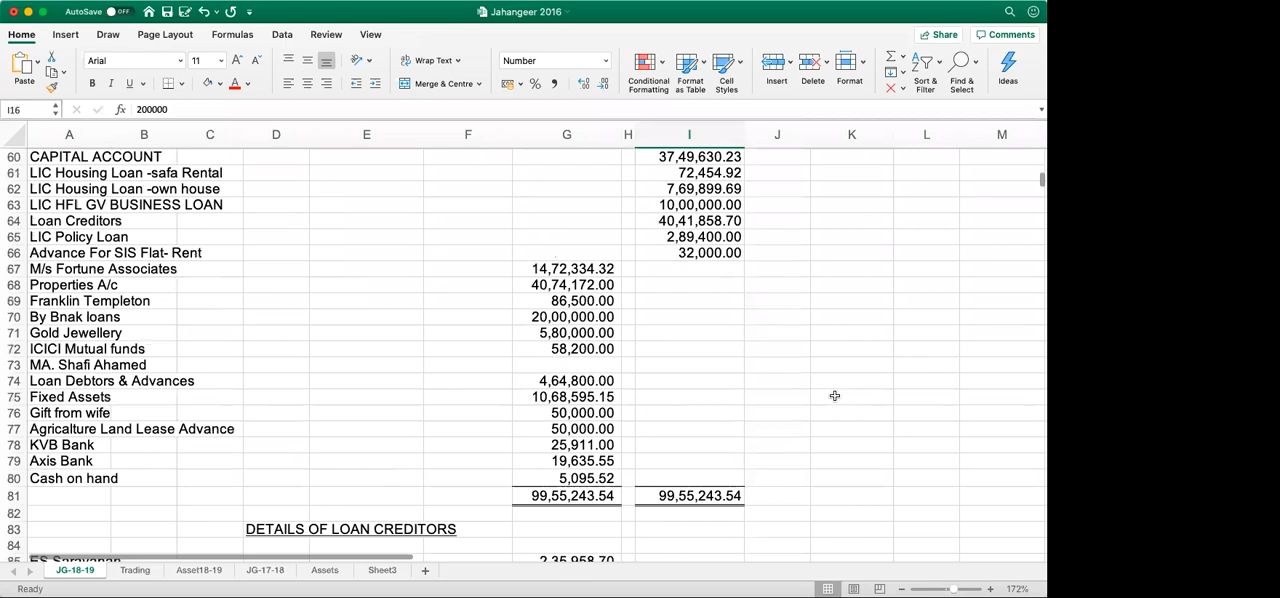 AutoSave OFF
Jahangeer 2016
Home Insert Draw Page Layout Formulas Data Review View Share Comments
Paste Arial 11 A^ A˅ Wrap Text Number Conditional Formatting Format as Table Cell Styles Insert Delete Format Sort & Filter Find & Select Ideas
B I U A Merge & Centre %
I16 fx 200000
A B C D E F G H I J K L M
60 CAPITAL ACCOUNT 37,49,630.23
61 LIC Housing Loan -safa Rental 72,454.92
62 LIC Housing Loan -own house 7,69,899.69
63 LIC HFL GV BUSINESS LOAN 10,00,000.00
64 Loan Creditors 40,41,858.70
65 LIC Policy Loan 2,89,400.00
66 Advance For SIS Flat- Rent 32,000.00
67 M/s Fortune Associates 14,72,334.32
68 Properties A/c 40,74,172.00
69 Franklin Templeton 86,500.00
70 By Bnak loans 20,00,000.00
71 Gold Jewellery 5,80,000.00
72 ICICI Mutual funds 58,200.00
73 MA. Shafi Ahamed
74 Loan Debtors & Advances 4,64,800.00
75 Fixed Assets 10,68,595.15
76 Gift from wife 50,000.00
77 Agriculture Land Lease Advance 50,000.00
78 KVB Bank 25,911.00
79 Axis Bank 19,635.55
80 Cash on hand 5,095.52
81 99,55,243.54 99,55,243.54
82
83 DETAILS OF LOAN CREDITORS
84
85 ES Saravanan 2,35,958.70
JG-18-19 Trading Asset18-19 JG-17-18 Assets Sheet3 +
Ready 172%